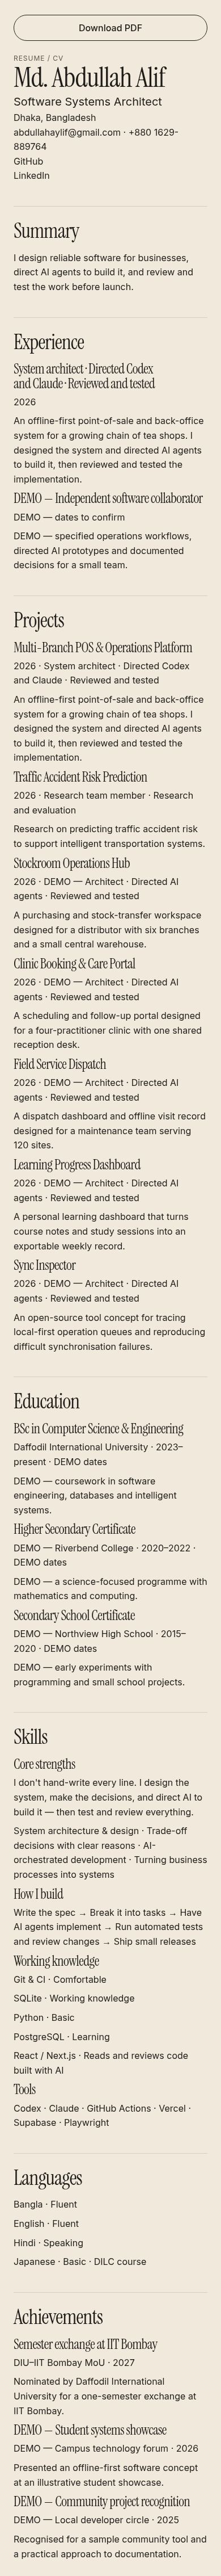 Download PDF
RESUME / CV
Md. Abdullah Alif
Software Systems Architect
Dhaka, Bangladesh
abdullahaylif@gmail.com · +880 1629-
889764
GitHub
LinkedIn
Summary
I design reliable software for businesses,
direct AI agents to build it, and review and
test the work before launch.
Experience
System architect · Directed Codex
and Claude · Reviewed and tested
2026
An offline-first point-of-sale and back-office
system for a growing chain of tea shops. I
designed the system and directed AI agents
to build it, then reviewed and tested the
implementation.
DEMO — Independent software collaborator
DEMO — dates to confirm
DEMO — specified operations workflows,
directed AI prototypes and documented
decisions for a small team.
Projects
Multi-Branch POS & Operations Platform
2026 · System architect · Directed Codex
and Claude · Reviewed and tested
An offline-first point-of-sale and back-office
system for a growing chain of tea shops. I
designed the system and directed AI agents
to build it, then reviewed and tested the
implementation.
Traffic Accident Risk Prediction
2026 · Research team member · Research
and evaluation
Research on predicting traffic accident risk
to support intelligent transportation systems.
Stockroom Operations Hub
2026 · DEMO — Architect · Directed AI
agents · Reviewed and tested
A purchasing and stock-transfer workspace
designed for a distributor with six branches
and a small central warehouse.
Clinic Booking & Care Portal
2026 · DEMO — Architect · Directed AI
agents · Reviewed and tested
A scheduling and follow-up portal designed
for a four-practitioner clinic with one shared
reception desk.
Field Service Dispatch
2026 · DEMO — Architect · Directed AI
agents · Reviewed and tested
A dispatch dashboard and offline visit record
designed for a maintenance team serving
120 sites.
Learning Progress Dashboard
2026 · DEMO — Architect · Directed AI
agents · Reviewed and tested
A personal learning dashboard that turns
course notes and study sessions into an
exportable weekly record.
Sync Inspector
2026 · DEMO — Architect · Directed AI
agents · Reviewed and tested
An open-source tool concept for tracing
local-first operation queues and reproducing
difficult synchronisation failures.
Education
BSc in Computer Science & Engineering
Daffodil International University · 2023–
present · DEMO dates
DEMO — coursework in software
engineering, databases and intelligent
systems.
Higher Secondary Certificate
DEMO — Riverbend College · 2020–2022 ·
DEMO dates
DEMO — a science-focused programme with
mathematics and computing.
Secondary School Certificate
DEMO — Northview High School · 2015–
2020 · DEMO dates
DEMO — early experiments with
programming and small school projects.
Skills
Core strengths
I don't hand-write every line. I design the
system, make the decisions, and direct AI to
build it — then test and review everything.
System architecture & design · Trade-off
decisions with clear reasons · AI-
orchestrated development · Turning business
processes into systems
How I build
Write the spec → Break it into tasks → Have
AI agents implement → Run automated tests
and review changes → Ship small releases
Working knowledge
Git & CI · Comfortable
SQLite · Working knowledge
Python · Basic
PostgreSQL · Learning
React / Next.js · Reads and reviews code
built with AI
Tools
Codex · Claude · GitHub Actions · Vercel ·
Supabase · Playwright
Languages
Bangla · Fluent
English · Fluent
Hindi · Speaking
Japanese · Basic · DILC course
Achievements
Semester exchange at IIT Bombay
DIU–IIT Bombay MoU · 2027
Nominated by Daffodil International
University for a one-semester exchange at
IIT Bombay.
DEMO — Student systems showcase
DEMO — Campus technology forum · 2026
Presented an offline-first software concept
at an illustrative student showcase.
DEMO — Community project recognition
DEMO — Local developer circle · 2025
Recognised for a sample community tool and
a practical approach to documentation.